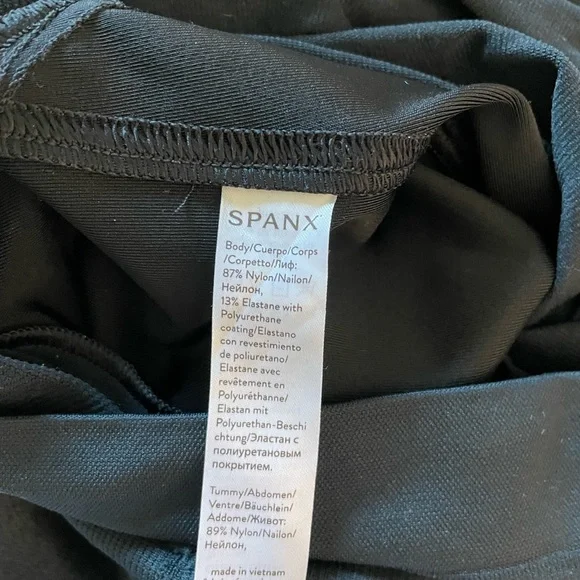 SPANX
Body/Cuerpo/Corps
/Corpetto/Лиф:
87% Nylon/Nailon/
Нейлон,
13% Elastane with
Polyurethane
coating/Elastano
con revestimiento
de poliuretano/
Elastane avec
revêtement en
Polyuréthanne/
Elastan mit
Polyurethan-Beschi
chtung/Эластан с
полиуретановым
покрытием.
Tummy/Abdomen/
Ventre/Bäuchlein/
Addome/Живот:
89% Nylon/Nailon/
Нейлон,
made in vietnam